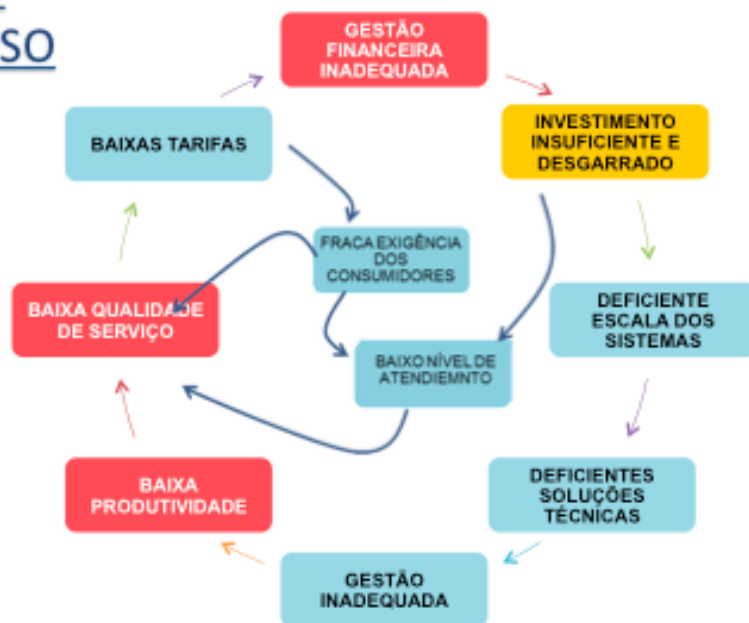 SO
GESTÃO
FINANCEIRA
INADEQUADA
INVESTIMENTO
INSUFICIENTE E
DESGARRADO
BAIXAS TARIFAS
FRACA EXIGÊNCIA
DOS
CONSUMIDORES
BAIXA QUALIDADE
DE SERVIÇO
DEFICIENTE
ESCALA DOS
SISTEMAS
BAIXO NÍVEL DE
ATENDIEMNTO
BAIXA
PRODUTIVIDADE
DEFICIENTES
SOLUÇÕES
TÉCNICAS
GESTÃO
INADEQUADA